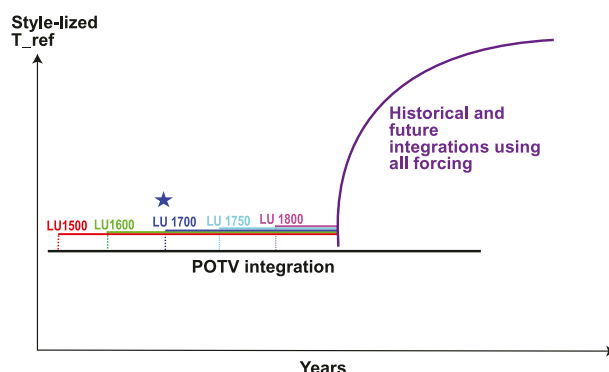 Style-lized
T_ref
Historical and
future
integrations using
all forcing
LU1500
LU1600
LU 1700
LU 1750
LU 1800
POTV integration
Years